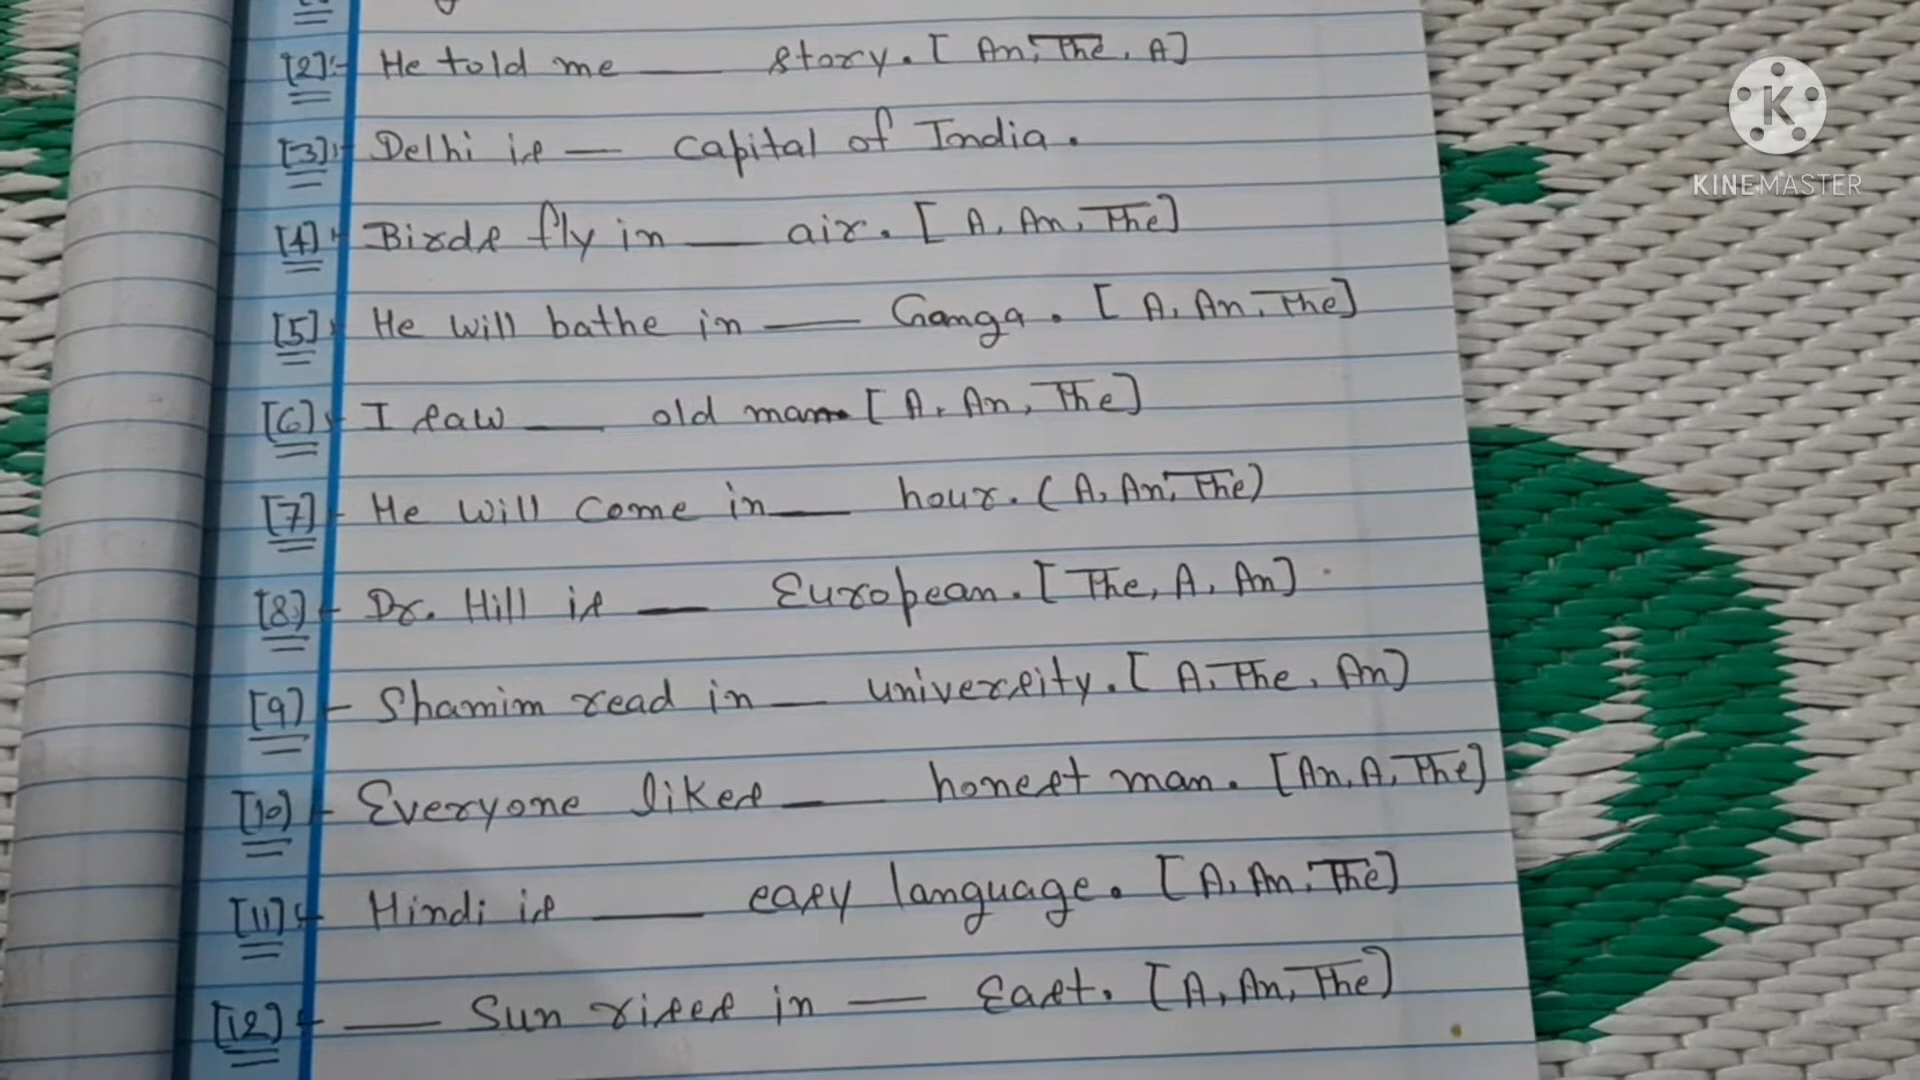 [2]:- He told me ___ story. [ An, The, A]
[3]:- Delhi is — capital of India.
[4]:- Birds fly in ___ air. [ A, An, The]
[5]:- He will bathe in ___ Ganga. [ A, An, The]
[6]:- I saw ___ old man [ A, An, The]
[7]:- He will come in ___ hour. (A, An, The)
[8]:- Dr. Hill is ___ European. [ The, A, An]
[9]:- Shamim read in ___ university. [ A, The, An]
[10]:- Everyone likes ___ honest man. [An, A, The]
[11]:- Hindi is ___ easy language. [A, An, The]
[12]:- ___ Sun rises in ___ East. [A, An, The]
K
KINEMASTER